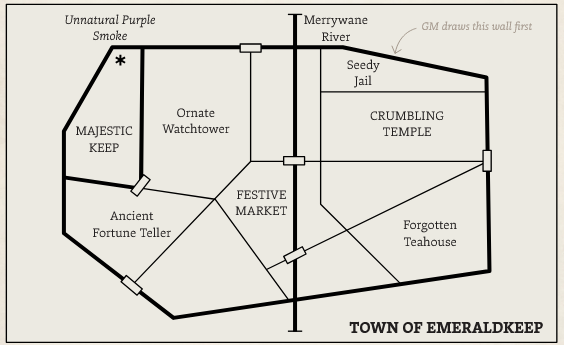 Unnatural Purple
Smoke
*
Merrywane
River
GM draws this wall first
Seedy
Jail
Ornate
Watchtower
CRUMBLING
TEMPLE
MAJESTIC
KEEP
FESTIVE
MARKET
Ancient
Fortune Teller
Forgotten
Teahouse
TOWN OF EMERALDKEEP